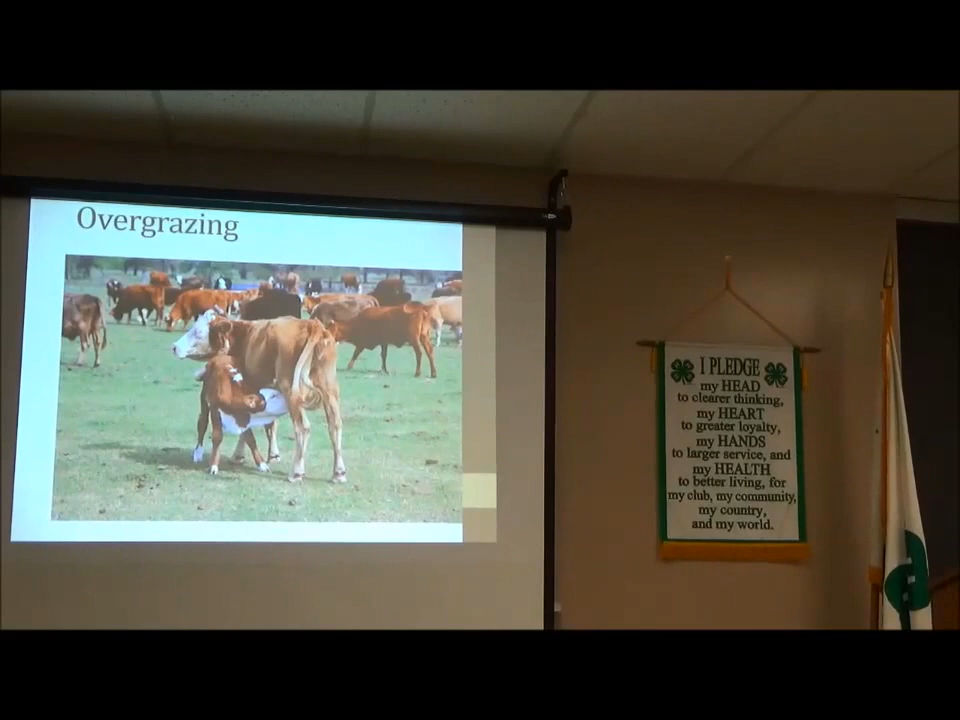 Overgrazing
I PLEDGE
my HEAD
to clearer thinking,
my HEART
to greater loyalty,
my HANDS
to larger service, and
my HEALTH
to better living, for
my club, my community,
my country,
and my world.